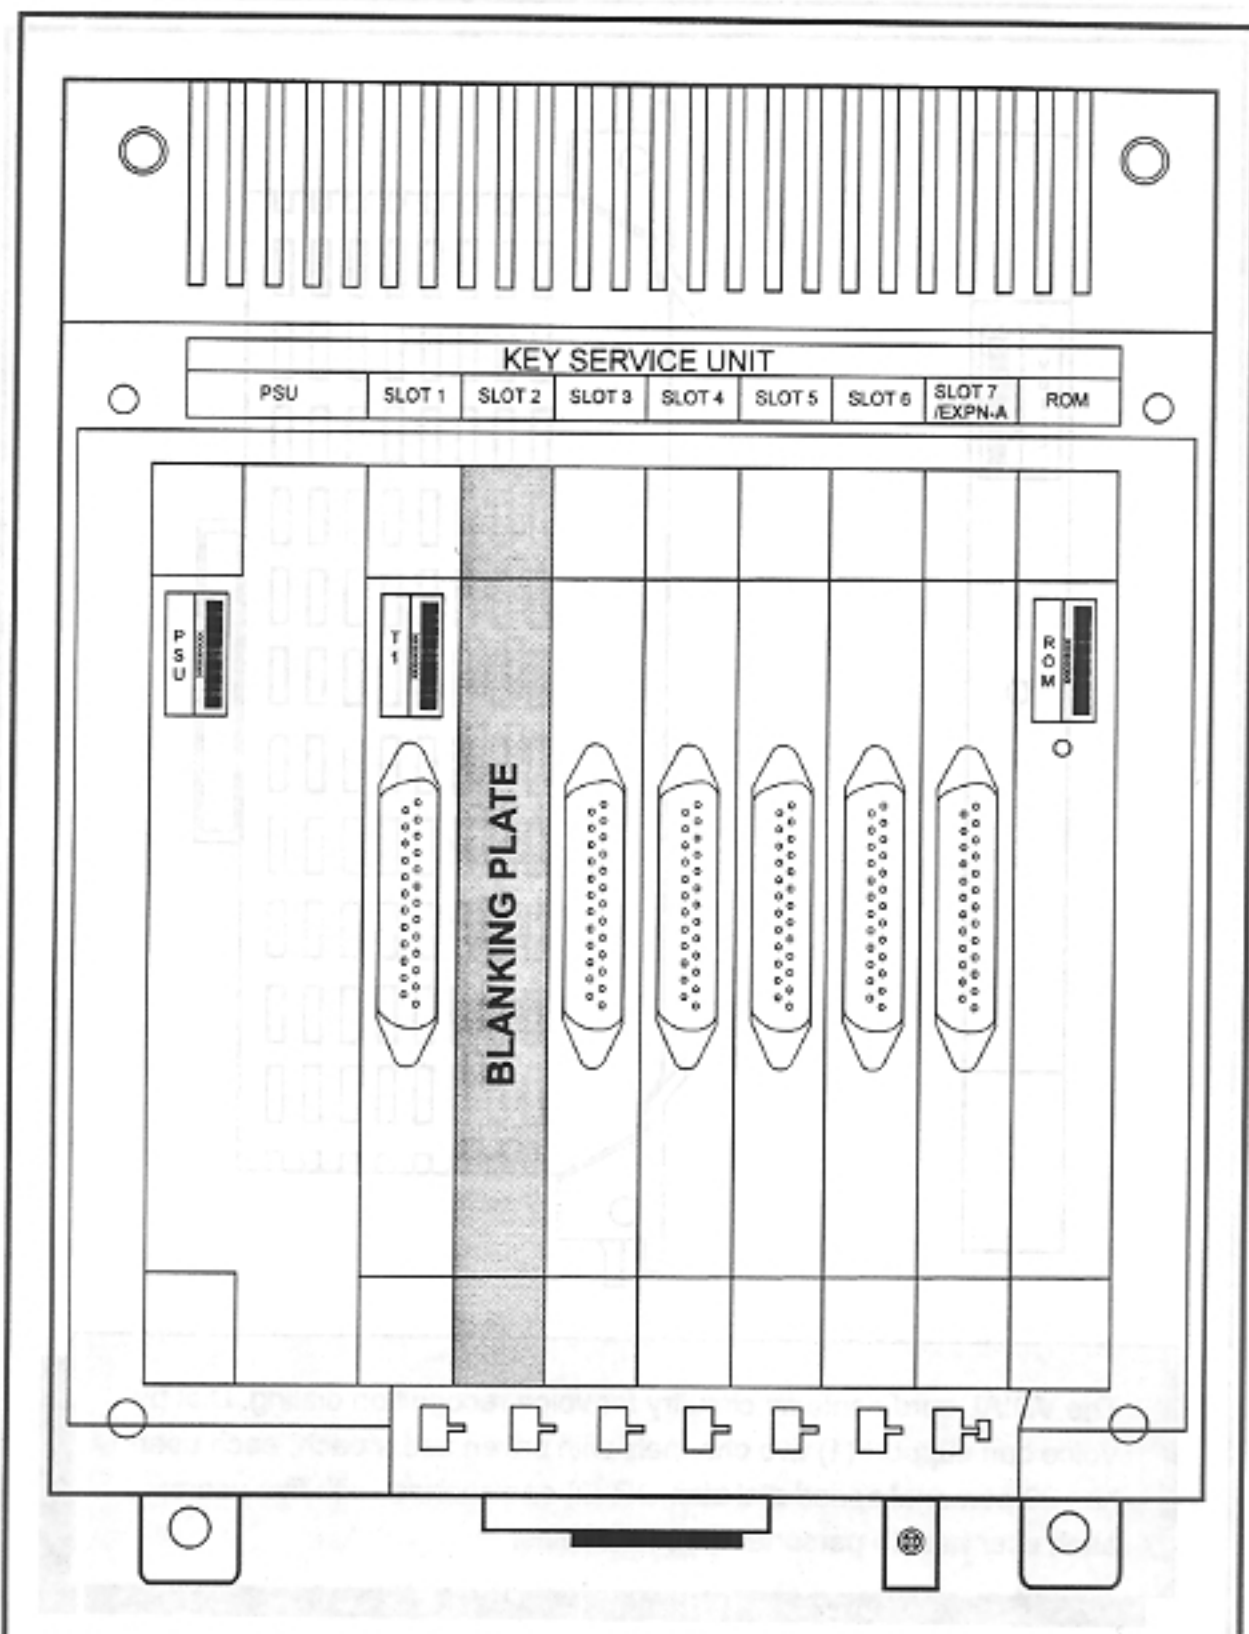 KEY SERVICE UNIT
PSU SLOT 1 SLOT 2 SLOT 3 SLOT 4 SLOT 5 SLOT 6 SLOT 7 /EXPN-A ROM
PSU
T1
ROM
BLANKING PLATE